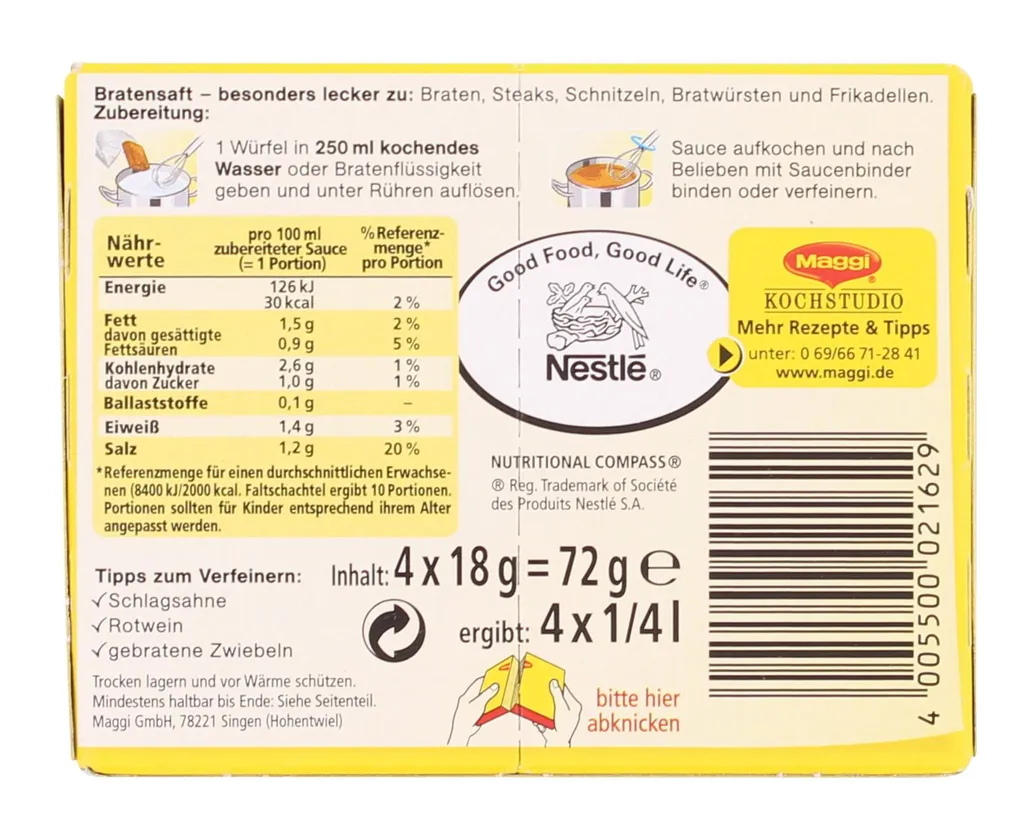 Bratensaft – besonders lecker zu: Braten, Steaks, Schnitzeln, Bratwürsten und Frikadellen.
Zubereitung:
1 Würfel in 250 ml kochendes
Wasser oder Bratenflüssigkeit
geben und unter Rühren auflösen.
Sauce aufkochen und nach
Belieben mit Saucenbinder
binden oder verfeinern.
Nähr-
werte
pro 100 ml
zubereiteter Sauce
(= 1 Portion)
% Referenz-
menge*
pro Portion
Energie 126 kJ
30 kcal 2 %
Fett 1,5 g 2 %
davon gesättigte
Fettsäuren 0,9 g 5 %
Kohlenhydrate 2,6 g 1 %
davon Zucker 1,0 g 1 %
Ballaststoffe 0,1 g –
Eiweiß 1,4 g 3 %
Salz 1,2 g 20 %
*Referenzmenge für einen durchschnittlichen Erwachse-
nen (8400 kJ/2000 kcal. Faltschachtel ergibt 10 Portionen.
Portionen sollten für Kinder entsprechend ihrem Alter
angepasst werden.
Good Food, Good Life®
Nestlé®
Maggi®
KOCHSTUDIO
Mehr Rezepte & Tipps
unter: 0 69/66 71-28 41
www.maggi.de
NUTRITIONAL COMPASS®
® Reg. Trademark of Société
des Produits Nestlé S.A.
Inhalt: 4 x 18 g = 72 g ℮
ergibt: 4 x 1/4 l
Tipps zum Verfeinern:
✓Schlagsahne
✓Rotwein
✓gebratene Zwiebeln
Trocken lagern und vor Wärme schützen.
Mindestens haltbar bis Ende: Siehe Seitenteil.
Maggi GmbH, 78221 Singen (Hohentwiel)
bitte hier
abknicken
4 005500 021629